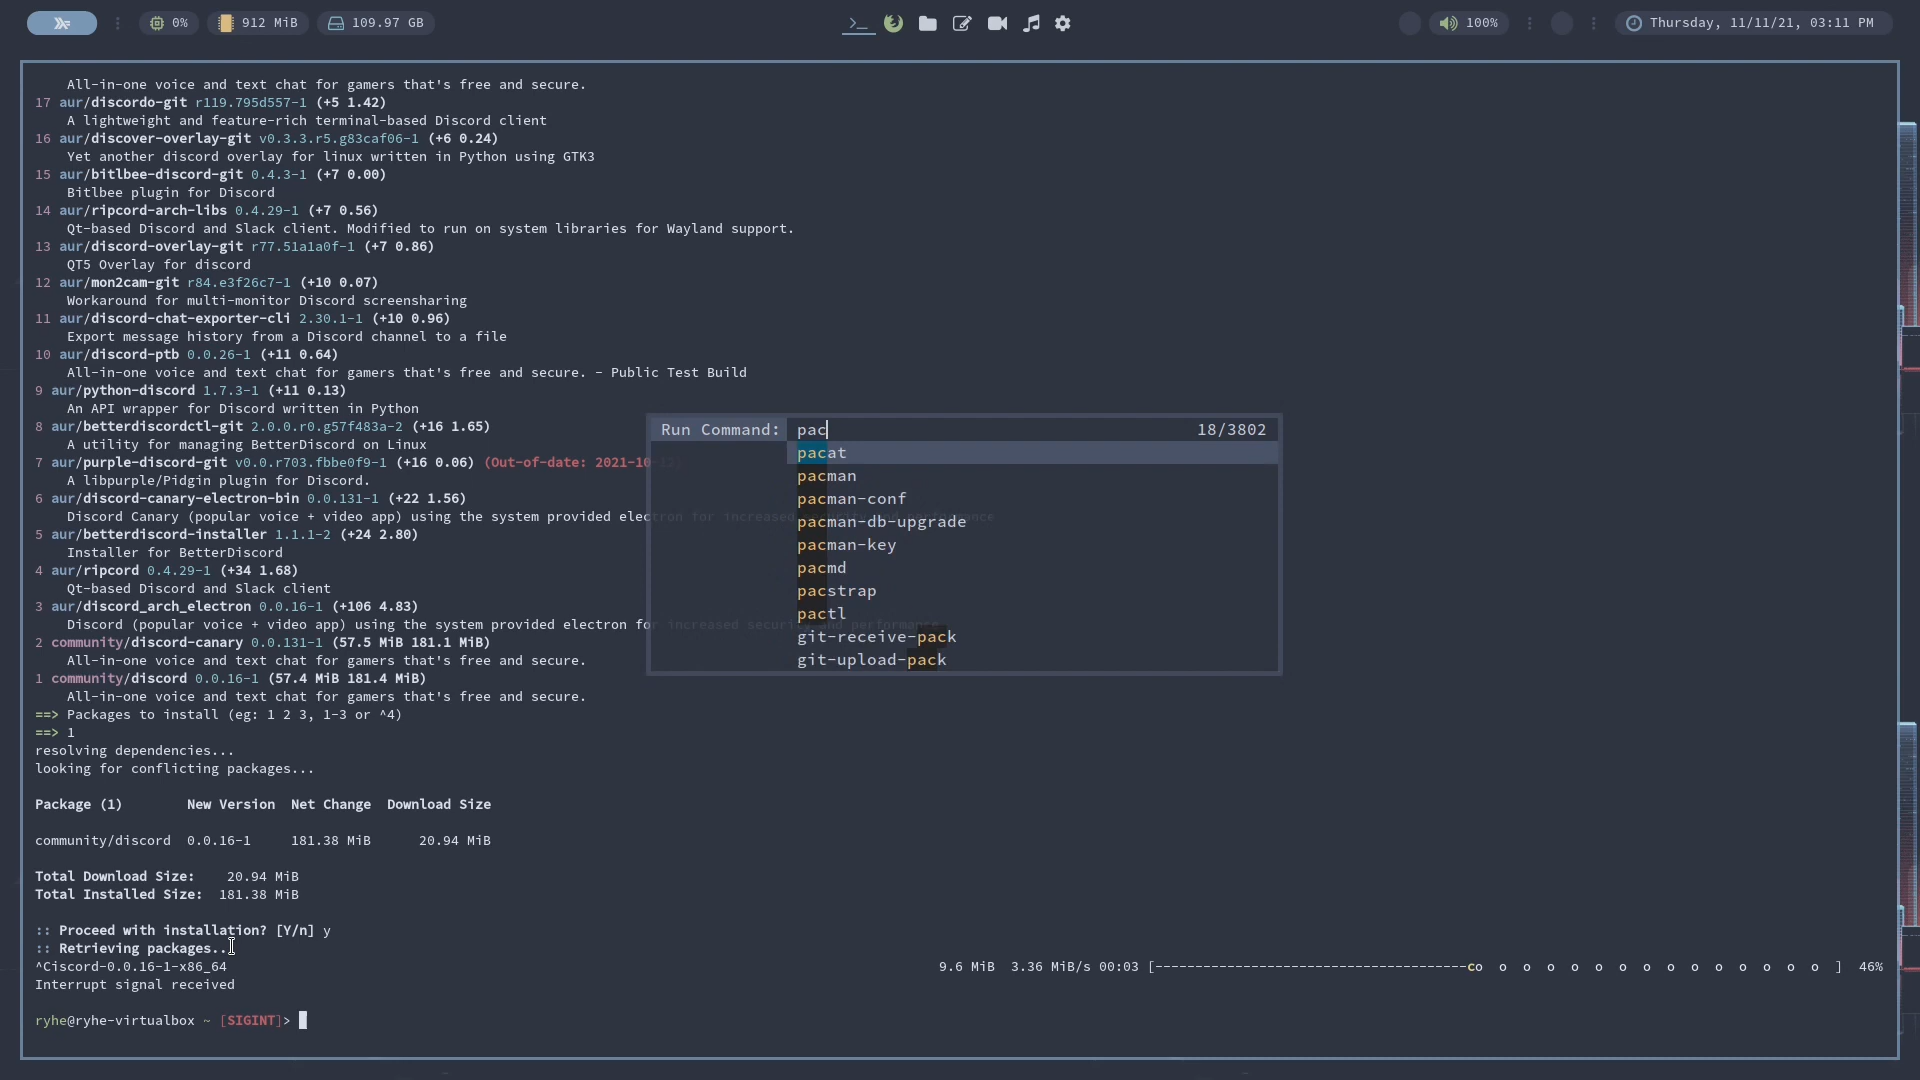 0%
912 MiB
109.97 GB
>_
100%
Thursday, 11/11/21, 03:11 PM
All-in-one voice and text chat for gamers that's free and secure.
17 aur/discordo-git r119.795d557-1 (+5 1.42)
A lightweight and feature-rich terminal-based Discord client
16 aur/discover-overlay-git v0.3.3.r5.g83caf06-1 (+6 0.24)
Yet another discord overlay for linux written in Python using GTK3
15 aur/bitlbee-discord-git 0.4.3-1 (+7 0.00)
Bitlbee plugin for Discord
14 aur/ripcord-arch-libs 0.4.29-1 (+7 0.56)
Qt-based Discord and Slack client. Modified to run on system libraries for Wayland support.
13 aur/discord-overlay-git r77.51a1a0f-1 (+7 0.86)
QT5 Overlay for discord
12 aur/mon2cam-git r84.e3f26c7-1 (+10 0.07)
Workaround for multi-monitor Discord screensharing
11 aur/discord-chat-exporter-cli 2.30.1-1 (+10 0.96)
Export message history from a Discord channel to a file
10 aur/discord-ptb 0.0.26-1 (+11 0.64)
All-in-one voice and text chat for gamers that's free and secure. - Public Test Build
9 aur/python-discord 1.7.3-1 (+11 0.13)
An API wrapper for Discord written in Python
8 aur/betterdiscordctl-git 2.0.0.r0.g57f483a-2 (+16 1.65)
A utility for managing BetterDiscord on Linux
7 aur/purple-discord-git v0.0.r703.fbbe0f9-1 (+16 0.06) (Out-of-date: 2021-10-12)
A libpurple/Pidgin plugin for Discord.
6 aur/discord-canary-electron-bin 0.0.131-1 (+22 1.56)
Discord Canary (popular voice + video app) using the system provided electron for increased security and performance
5 aur/betterdiscord-installer 1.1.1-2 (+24 2.80)
Installer for BetterDiscord
4 aur/ripcord 0.4.29-1 (+34 1.68)
Qt-based Discord and Slack client
3 aur/discord_arch_electron 0.0.16-1 (+106 4.83)
Discord (popular voice + video app) using the system provided electron for increased security and performance
2 community/discord-canary 0.0.131-1 (57.5 MiB 181.1 MiB)
All-in-one voice and text chat for gamers that's free and secure.
1 community/discord 0.0.16-1 (57.4 MiB 181.4 MiB)
All-in-one voice and text chat for gamers that's free and secure.
==> Packages to install (eg: 1 2 3, 1-3 or ^4)
==> 1
resolving dependencies...
looking for conflicting packages...
Package (1) New Version Net Change Download Size
community/discord 0.0.16-1 181.38 MiB 20.94 MiB
Total Download Size: 20.94 MiB
Total Installed Size: 181.38 MiB
:: Proceed with installation? [Y/n] y
:: Retrieving packages...
^Ciscord-0.0.16-1-x86_64 9.6 MiB 3.36 MiB/s 00:03 [---------------------------------------co o o o o o o o o o o o o o o ] 46%
Interrupt signal received
ryhe@ryhe-virtualbox ~ [SIGINT]>
Run Command: pac 18/3802
pacat
pacman
pacman-conf
pacman-db-upgrade
pacman-key
pacmd
pacstrap
pactl
git-receive-pack
git-upload-pack